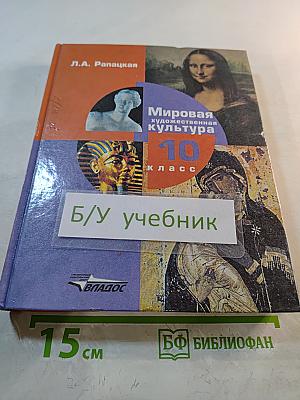 Л.А. Рапацкая
Мировая
художественная
культура
10
класс
Б/У учебник
ВЛАДОС
15 см
БФ БИБЛИОФАН